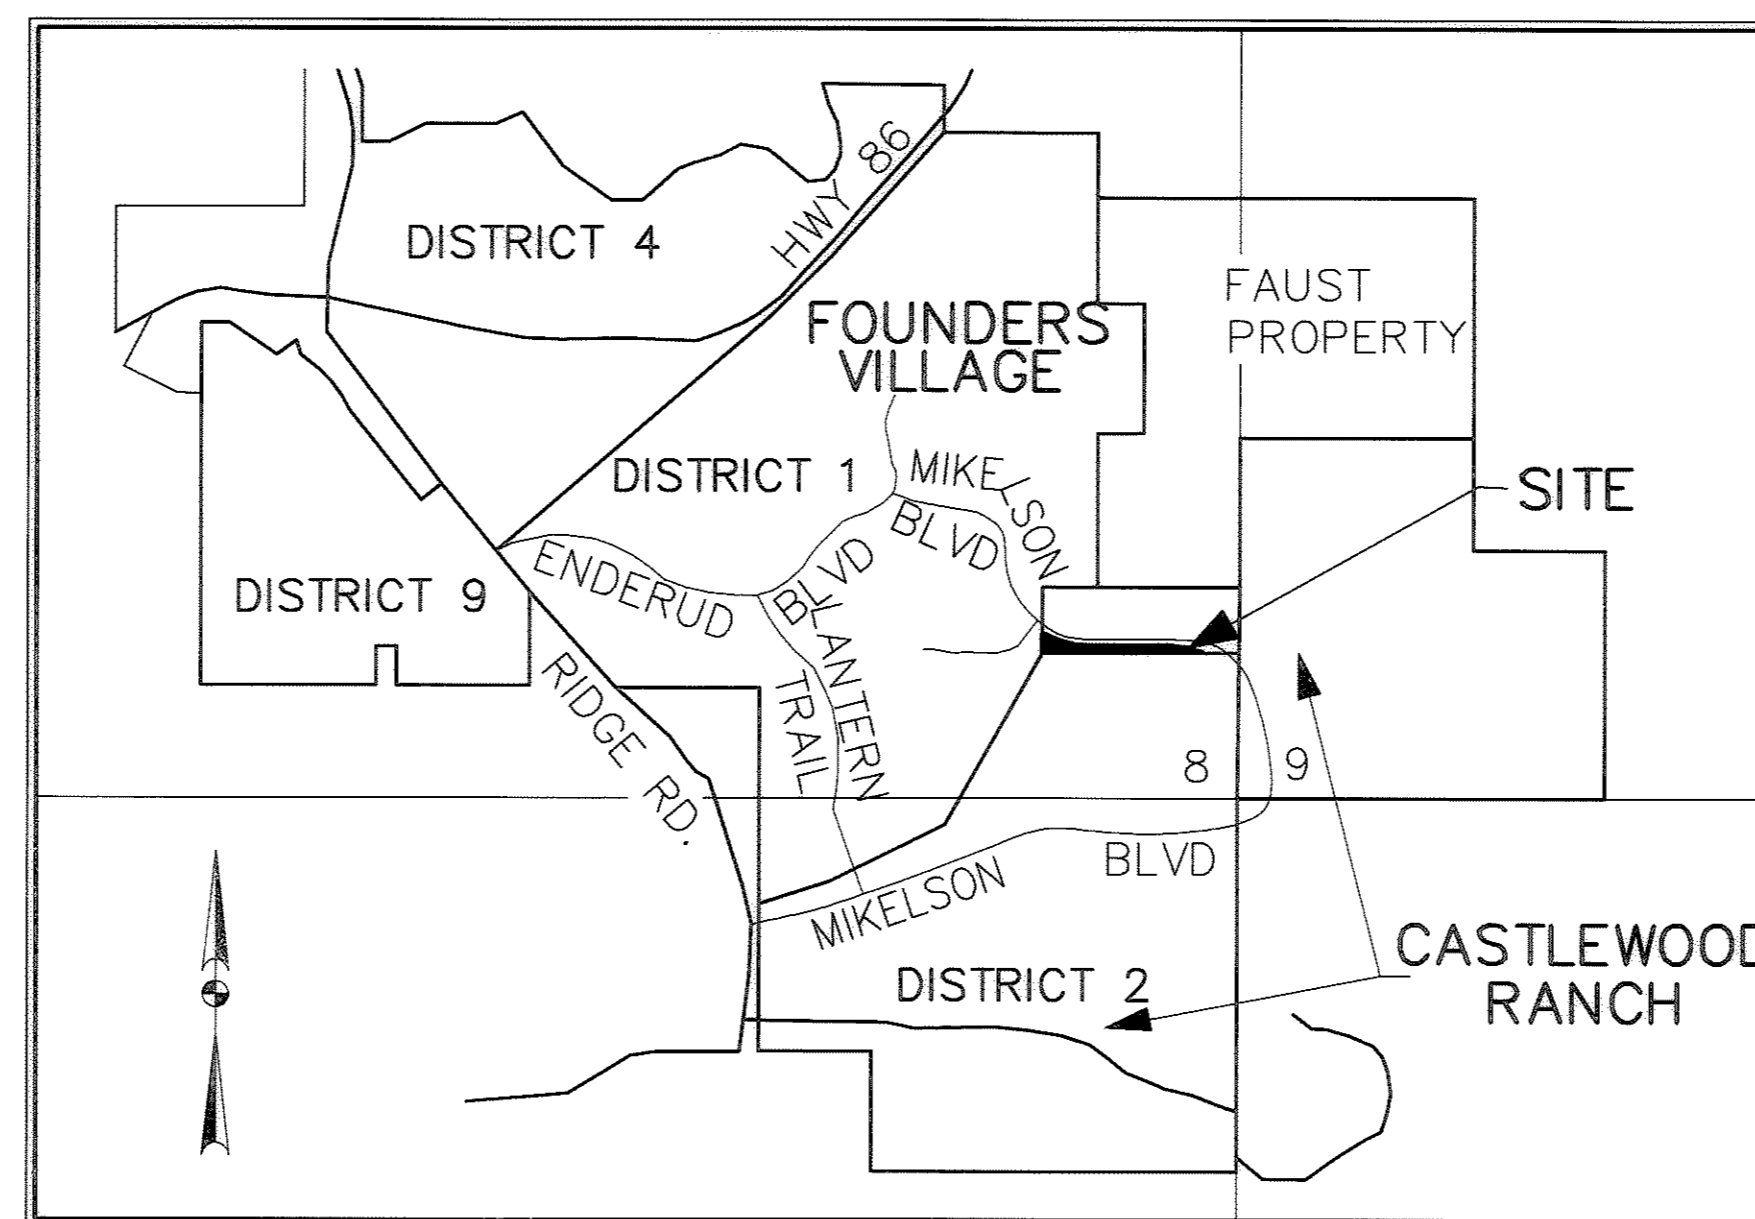 HWY 86
DISTRICT 4
FAUST
PROPERTY
FOUNDERS
VILLAGE
DISTRICT 1
MIKELSON
BLVD
SITE
ENDERUD
BLVD
DISTRICT 9
LANTERN
TRAIL
RIDGE RD.
8 9
BLVD
MIKELSON
DISTRICT 2
CASTLEWOOD
RANCH